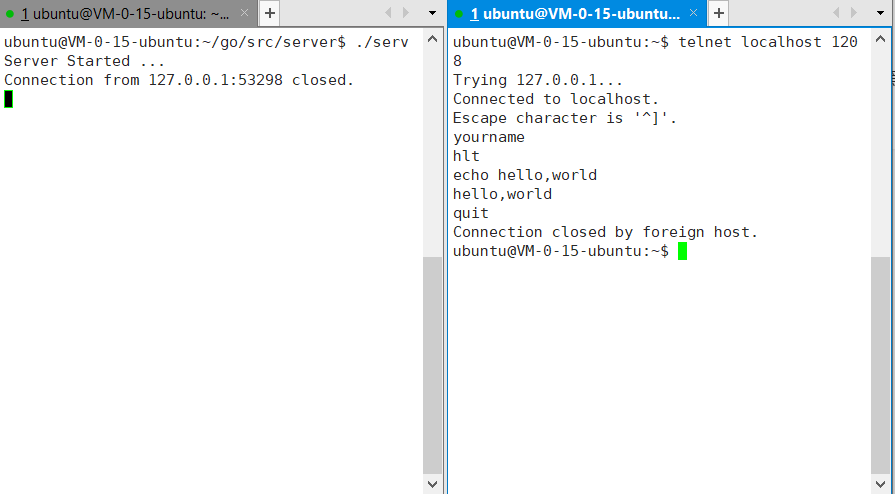 1 ubuntu@VM-0-15-ubuntu: ~...
ubuntu@VM-0-15-ubuntu:~/go/src/server$ ./serv
Server Started ...
Connection from 127.0.0.1:53298 closed.
1 ubuntu@VM-0-15-ubuntu:...
ubuntu@VM-0-15-ubuntu:~$ telnet localhost 120
8
Trying 127.0.0.1...
Connected to localhost.
Escape character is '^]'.
yourname
hlt
echo hello,world
hello,world
quit
Connection closed by foreign host.
ubuntu@VM-0-15-ubuntu:~$